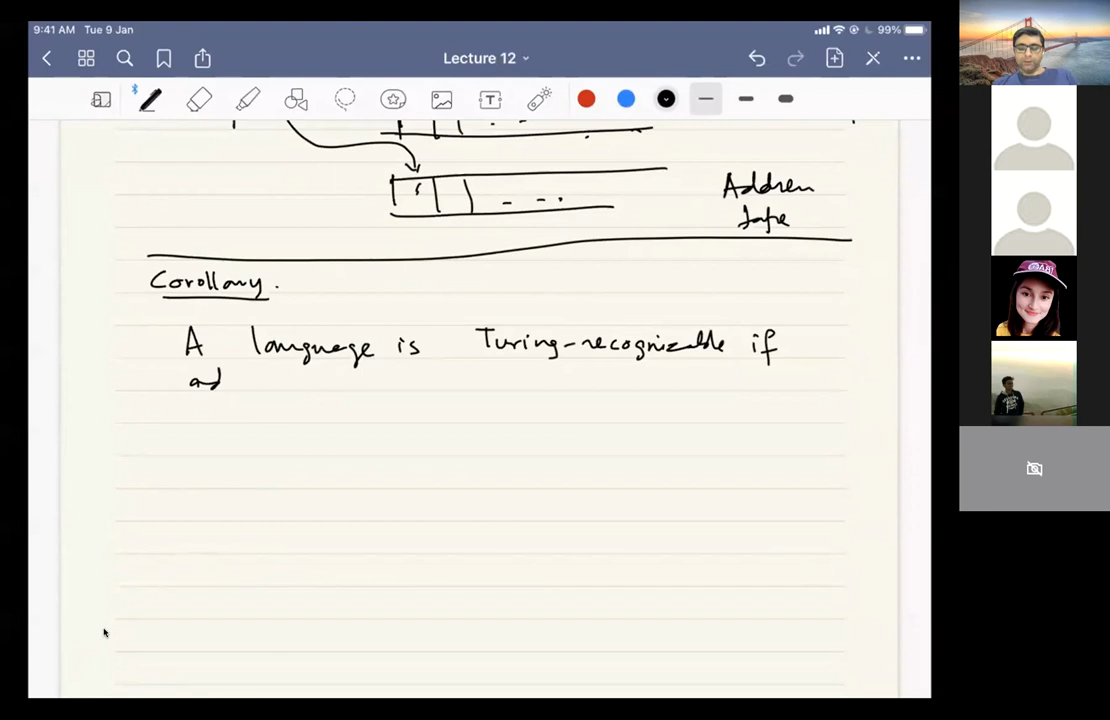 9:41 AM Tue 9 Jan
99%
Lecture 12
Address
tape
Corollary.
A language is Turing-recognizable if
and